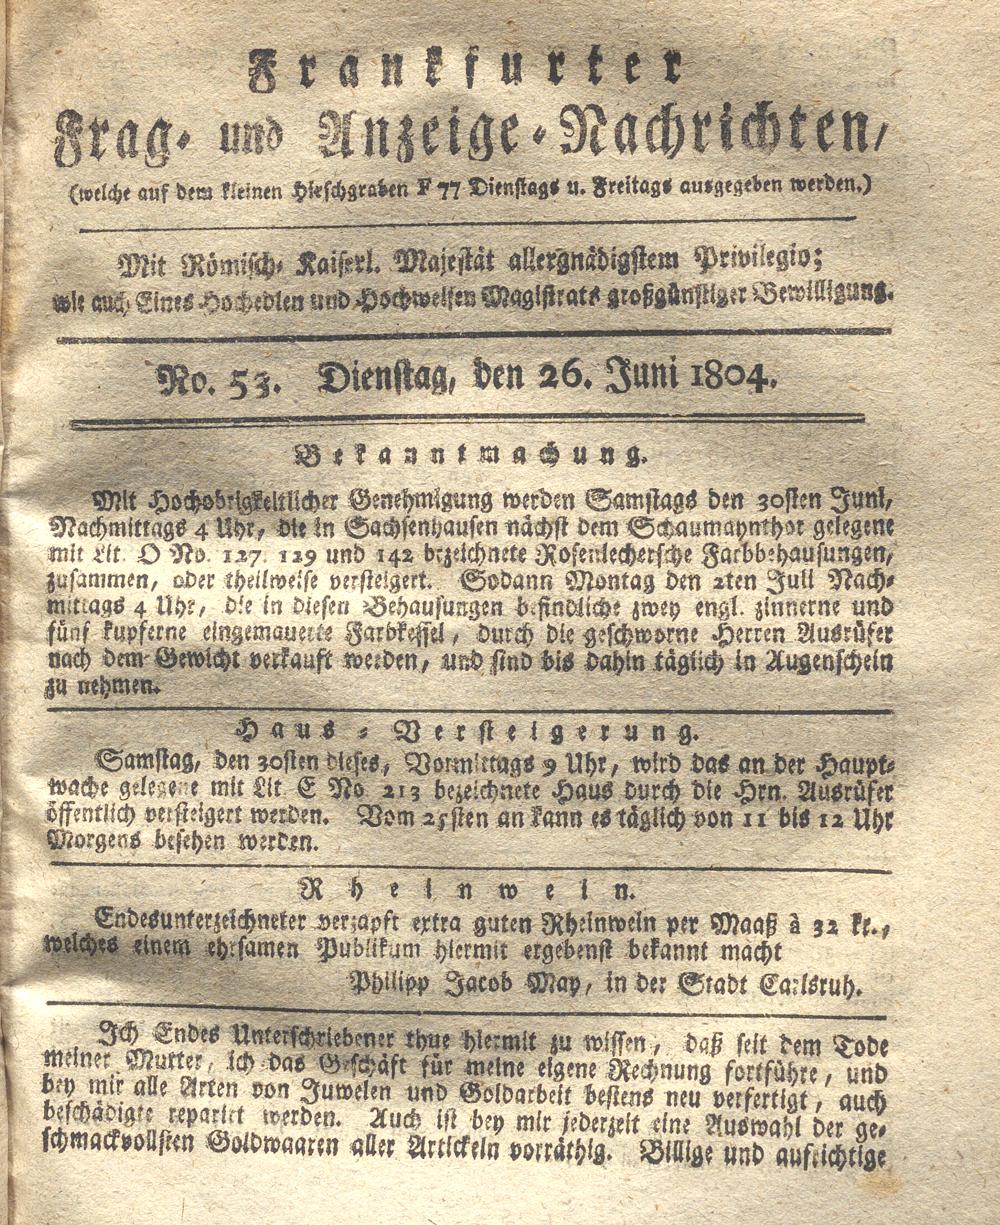 Frankfurter
Frag- und Anzeige-Nachrichten,
(welche auf dem kleinen Hirschgraben F 77 Dienstags u. Freitags ausgegeben werden.)
Mit Römisch- Kaiserl. Majestät allergnädigstem Privilegio;
wie auch Eines Hochedlen und Hochweisen Magistrats großgünstiger Bewilligung.
No. 53. Dienstag, den 26. Juni 1804.
Bekanntmachung.
Mit Hochobrigkeitlicher Genehmigung werden Samstags den 30sten Juni,
Nachmittags 4 Uhr, die in Sachsenhausen nächst dem Schaumaynthor gelegene
mit Lit. O No. 127. 129 und 142 bezeichnete Rosenlechersche Farbbehausungen,
zusammen, oder theilweise versteigert. Sodann Montag den 2ten Juli Nach-
mittags 4 Uhr, die in diesen Behausungen befindliche zwey engl. zinnerne und
fünf kupferne eingemauerte Farbkessel, durch die geschworne Herren Ausrüfer
nach dem Gewicht verkauft werden, und sind bis dahin täglich in Augenschein
zu nehmen.
Haus-Versteigerung.
Samstag, den 30sten dieses, Vormittags 9 Uhr, wird das an der Haupt-
wache gelegene mit Lit. E No. 213 bezeichnete Haus durch die Hrn. Ausrüfer
öffentlich versteigert werden. Vom 25sten an kann es täglich von 11 bis 12 Uhr
Morgens besehen werden.
Rheinwein.
Endesunterzeichneter verzapft extra guten Rheinwein per Maaß à 32 kr.,
welches einem ehrsamen Publikum hiermit ergebenst bekannt macht
Philipp Jacob May, in der Stadt Carlsruh.
Ich Endes Unterschriebener thue hiermit zu wissen, daß seit dem Tode
meiner Mutter, ich das Geschäft für meine eigene Rechnung fortführe, und
bey mir alle Arten von Juwelen und Goldarbeit bestens neu verfertigt, auch
beschädigte reparirt werden. Auch ist bey mir jederzeit eine Auswahl der ge-
schmackvollsten Goldwaaren aller Artickeln vorräthig. Billige und aufrichtige